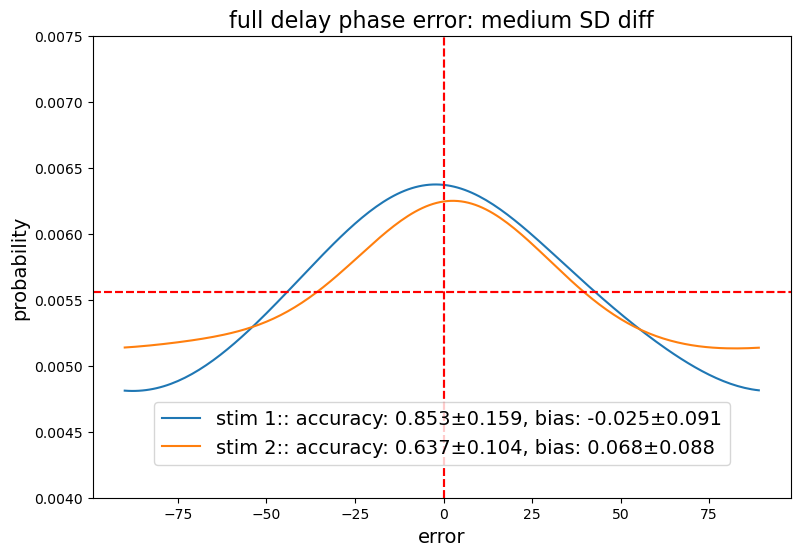 full delay phase error: medium SD diff
0.0075
0.0070
0.0065
0.0060
0.0055
0.0050
0.0045
0.0040
probability
stim 1:: accuracy: 0.853±0.159, bias: -0.025±0.091
stim 2:: accuracy: 0.637±0.104, bias: 0.068±0.088
−75 −50 −25 0 25 50 75
error